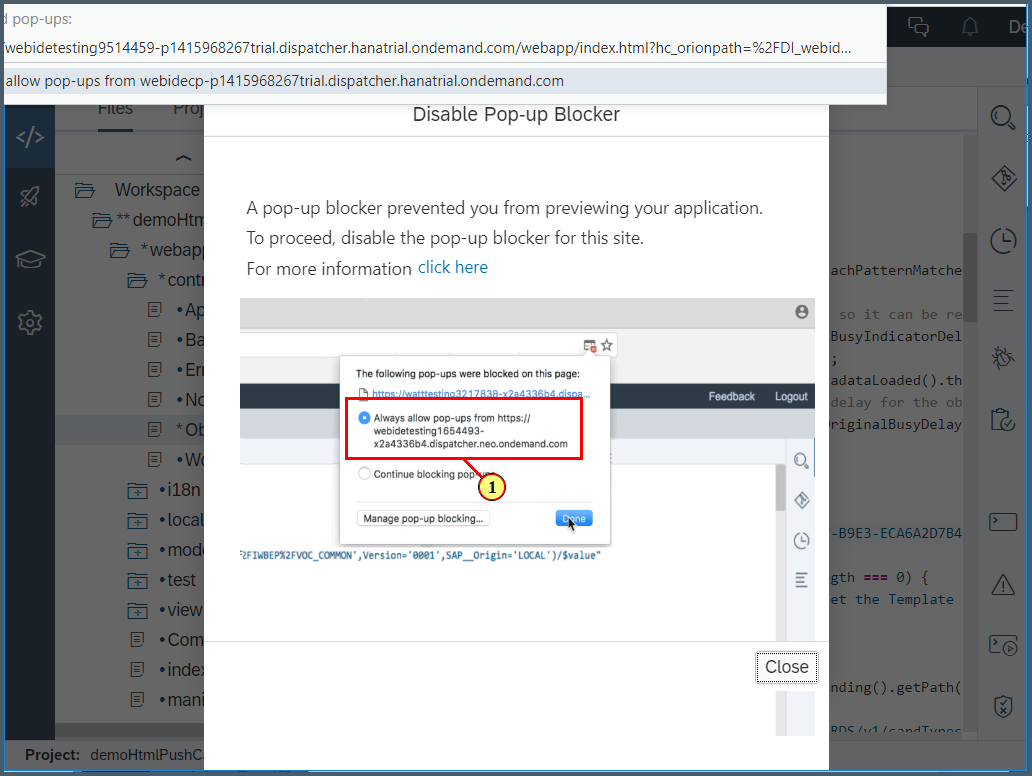 d pop-ups:
/webidetesting9514459-p1415968267trial.dispatcher.hanatrial.ondemand.com/webapp/index.html?hc_orionpath=%2FDI_webid...
allow pop-ups from webidecp-p1415968267trial.dispatcher.hanatrial.ondemand.com
De
Files
Proj
Disable Pop-up Blocker
Workspace
** demoHtm
* webapp
* contr
•Ap
•Ba
•Err
•No
*Ob
•Wo
•i18n
•local
•mode
•test
•view
•Com
•index
•mani
A pop-up blocker prevented you from previewing your application.
To proceed, disable the pop-up blocker for this site.
For more information click here
The following pop-ups were blocked on this page:
https://watttesting3217838-x2a4336b4.dispa...
Always allow pop-ups from https://
webidetesting1654493-
x2a4336b4.dispatcher.neo.ondemand.com
Continue blocking pop-ups
1
Manage pop-up blocking...
Done
Feedback
Logout
%2FIWBEP%2FVOC_COMMON',Version='0001',SAP__Origin='LOCAL')/$value"
Close
achPatternMatche
so it can be re
BusyIndicatorDel
;
adataLoaded().th
delay for the ob
OriginalBusyDelay
-B9E3-ECA6A2D7B4
gth === 0) {
et the Template
nding().getPath(
Project: demoHtmlPushCa